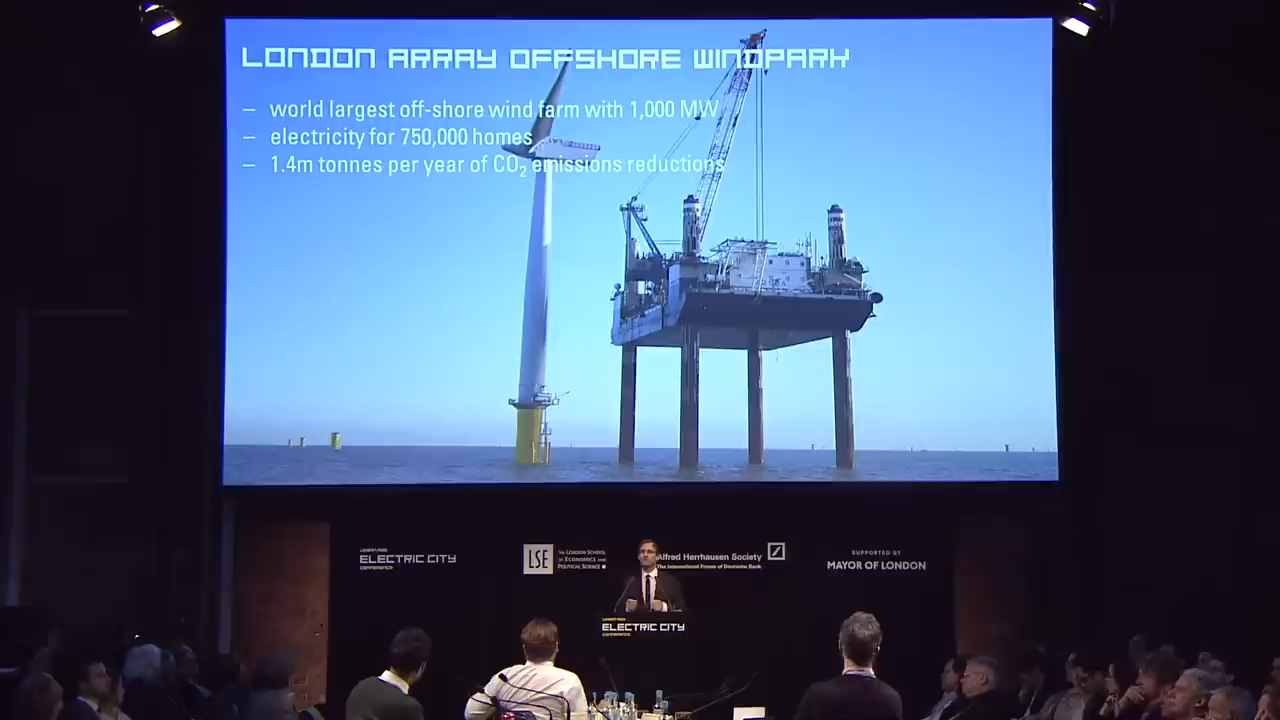 LONDON ARRAY OFFSHORE WINDPARK
– world largest off-shore wind farm with 1,000 MW
– electricity for 750,000 homes
– 1.4m tonnes per year of CO₂ emissions reductions
ELECTRIC CITY
CONFERENCE
LSE
THE LONDON SCHOOL
OF ECONOMICS AND
POLITICAL SCIENCE
Alfred Herrhausen Society
The International Forum of Deutsche Bank
SUPPORTED BY
MAYOR OF LONDON
ELECTRIC CITY
CONFERENCE